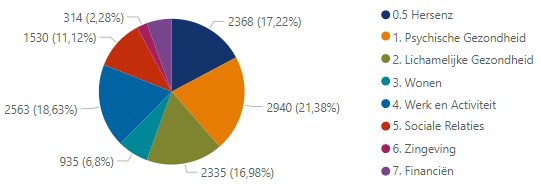 314 (2,28%)
2368 (17,22%)
1530 (11,12%)
2563 (18,63%)
2940 (21,38%)
935 (6,8%)
2335 (16,98%)
0.5 Hersenz
1. Psychische Gezondheid
2. Lichamelijke Gezondheid
3. Wonen
4. Werk en Activiteit
5. Sociale Relaties
6. Zingeving
7. Financiën